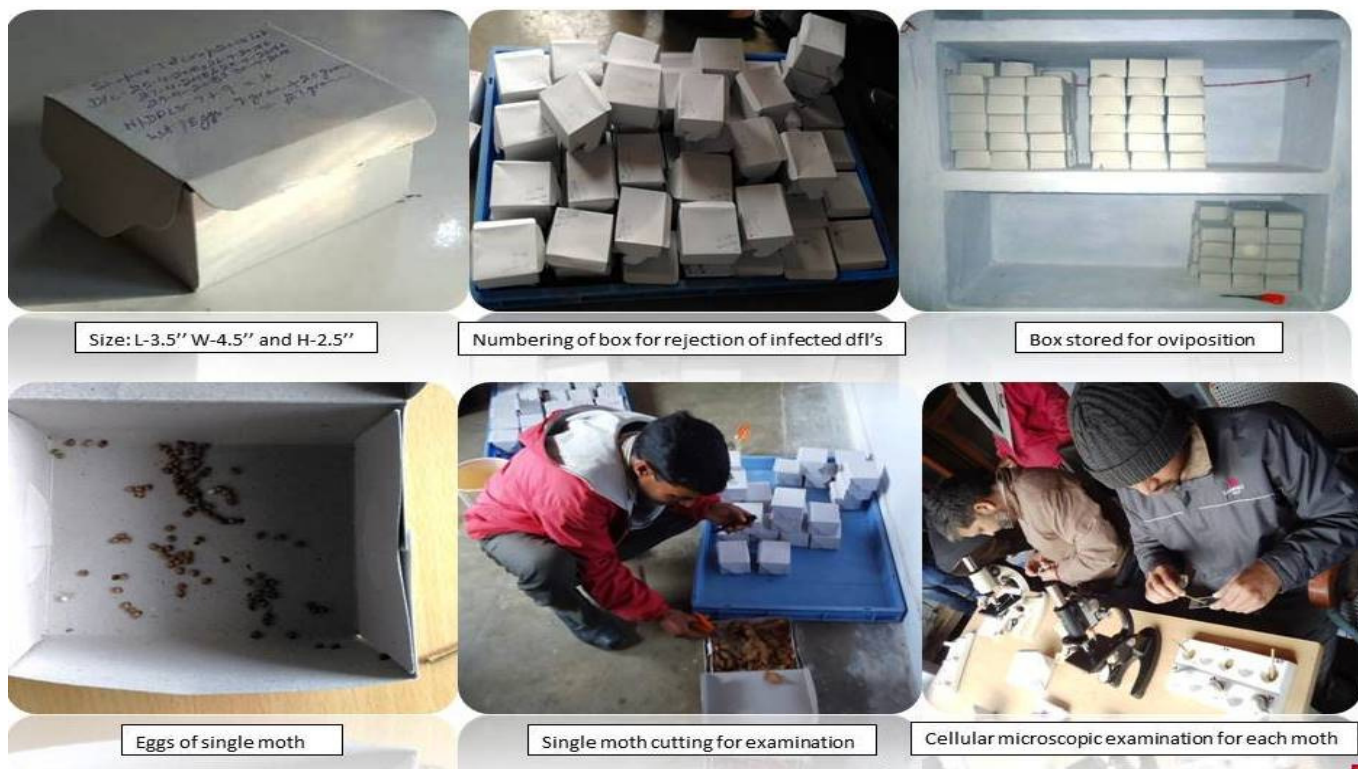 Size: L-3.5’’ W-4.5’’ and H-2.5’’
Numbering of box for rejection of infected dfl’s
Box stored for oviposition
Eggs of single moth
Single moth cutting for examination
Cellular microscopic examination for each moth